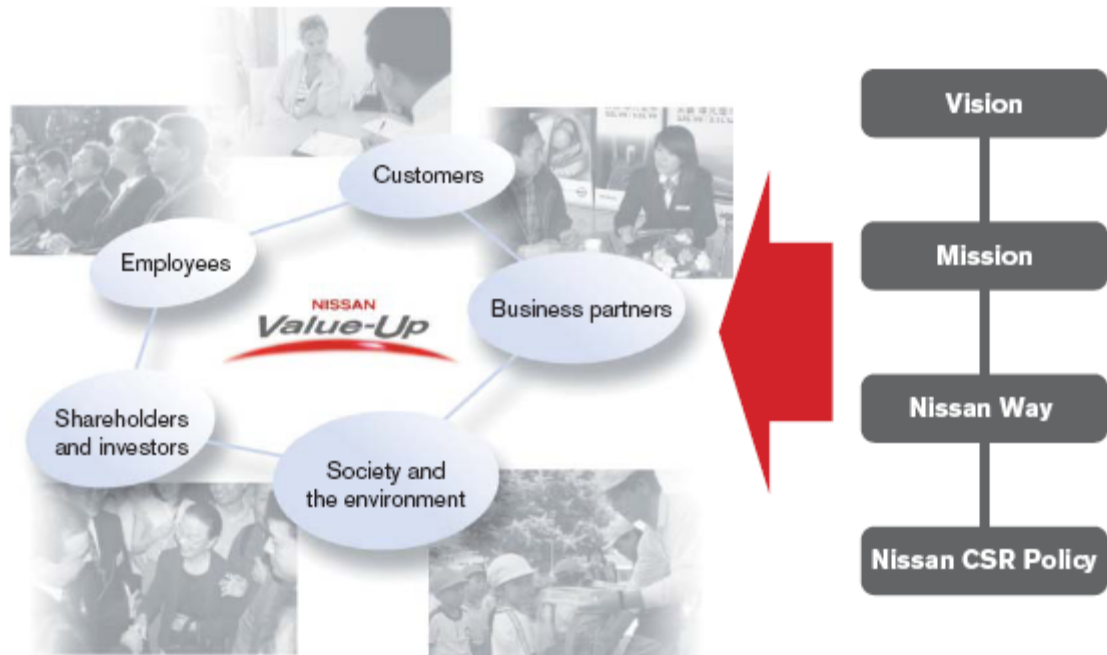 Customers
Employees
NISSAN
Value-Up
Business partners
Shareholders
and investors
Society and
the environment
Vision
Mission
Nissan Way
Nissan CSR Policy